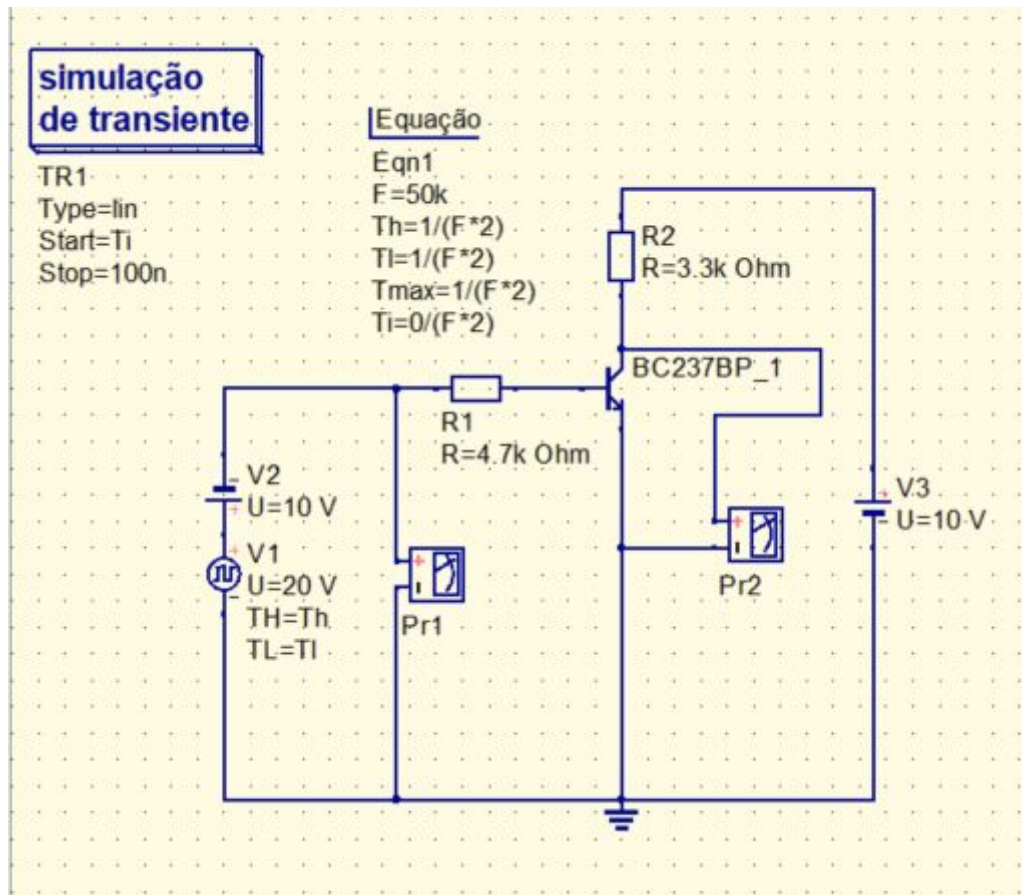 simulação
de transiente
TR1
Type=lin
Start=Ti
Stop=100n
Equação
Eqn1
F=50k
Th=1/(F*2)
Tl=1/(F*2)
Tmax=1/(F*2)
Ti=0/(F*2)
R2
R=3.3k Ohm
BC237BP_1
R1
R=4.7k Ohm
V2
U=10 V
V1
U=20 V
TH=Th
TL=Tl
Pr1
Pr2
V3
U=10 V